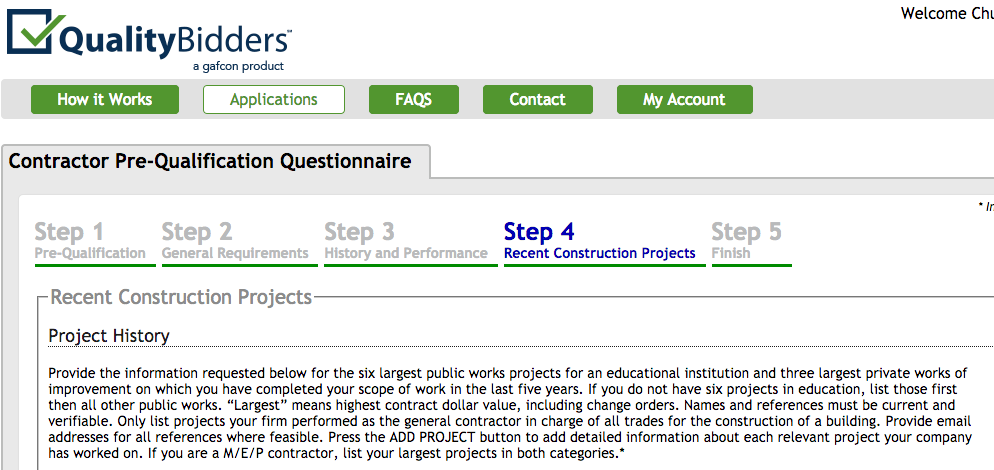 Welcome Chu
QualityBidders™
a gafcon product
How it Works
Applications
FAQS
Contact
My Account
Contractor Pre-Qualification Questionnaire
* In
Step 1
Pre-Qualification
Step 2
General Requirements
Step 3
History and Performance
Step 4
Recent Construction Projects
Step 5
Finish
Recent Construction Projects
Project History
Provide the information requested below for the six largest public works projects for an educational institution and three largest private works of
improvement on which you have completed your scope of work in the last five years. If you do not have six projects in education, list those first
then all other public works. “Largest” means highest contract dollar value, including change orders. Names and references must be current and
verifiable. Only list projects your firm performed as the general contractor in charge of all trades for the construction of a building. Provide email
addresses for all references where feasible. Press the ADD PROJECT button to add detailed information about each relevant project your company
has worked on. If you are a M/E/P contractor, list your largest projects in both categories.*